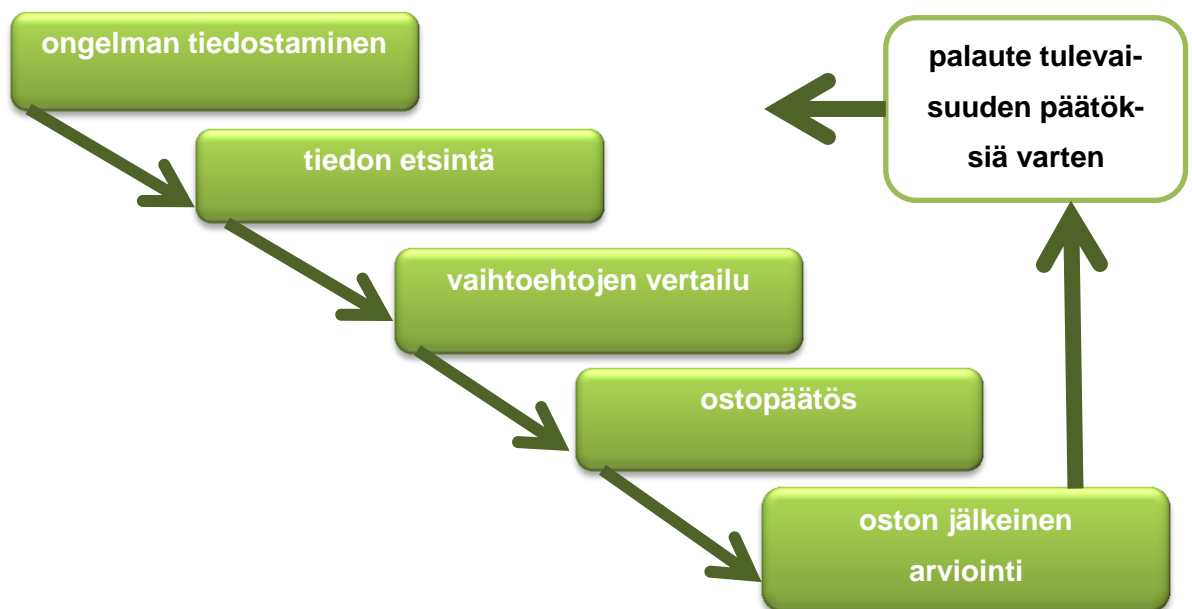 ongelman tiedostaminen
palaute tulevai-
suuden päätök-
siä varten
tiedon etsintä
vaihtoehtojen vertailu
ostopäätös
oston jälkeinen
arviointi